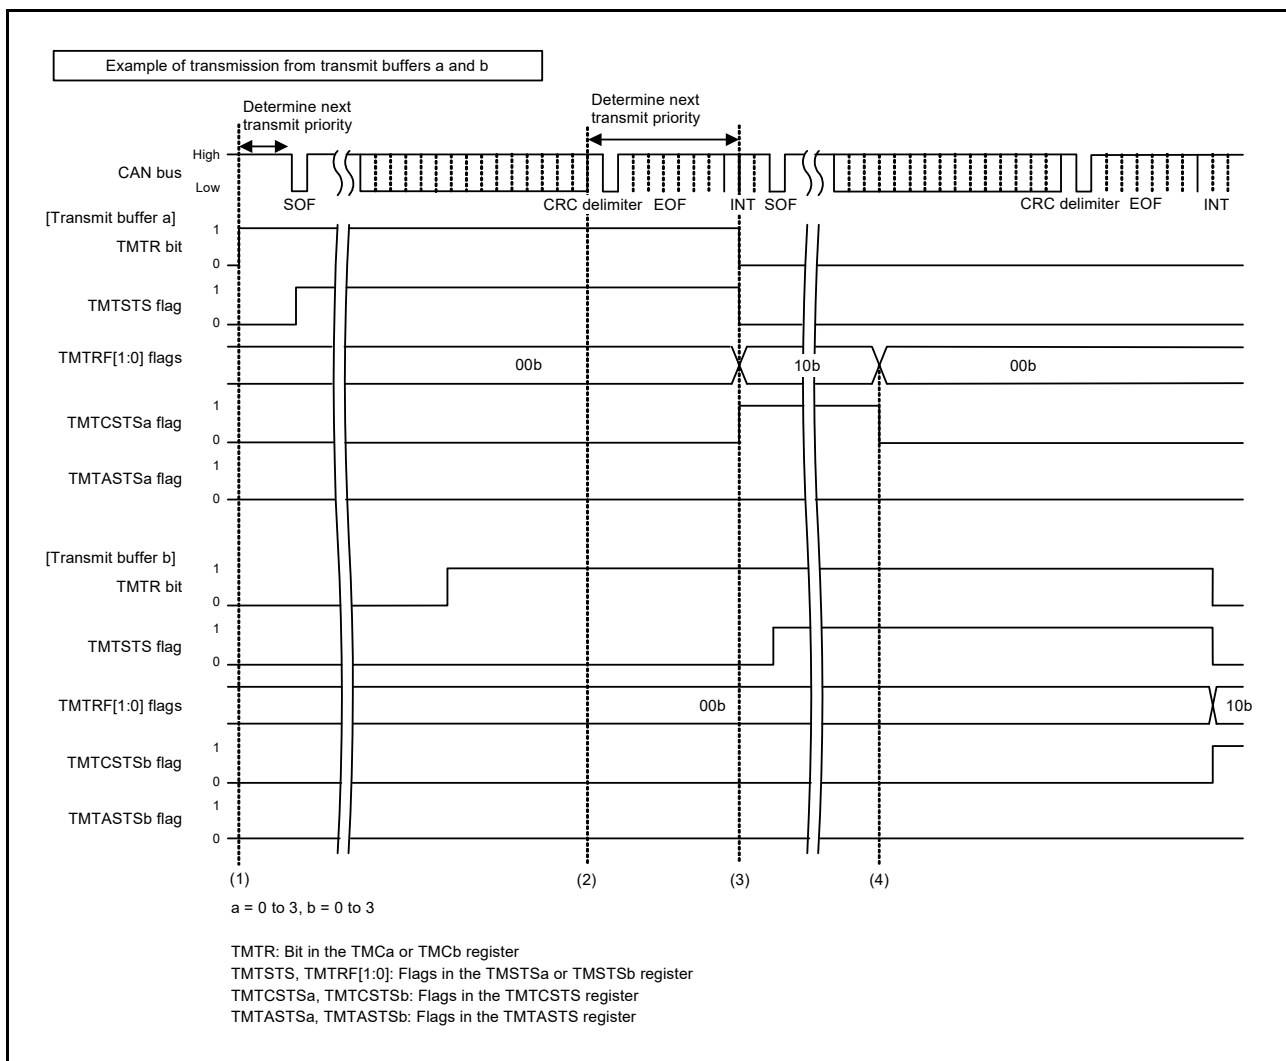 Example of transmission from transmit buffers a and b
Determine next
transmit priority
Determine next
transmit priority
High
CAN bus
Low
SOF
CRC delimiter EOF INT SOF
CRC delimiter EOF INT
[Transmit buffer a]
1
TMTR bit
0
1
TMTSTS flag
0
TMTRF[1:0] flags
00b
10b
00b
1
TMTCSTSa flag
0
1
TMTASTSa flag
0
[Transmit buffer b]
1
TMTR bit
0
1
TMTSTS flag
0
TMTRF[1:0] flags
00b
10b
1
TMTCSTSb flag
0
1
TMTASTSb flag
0
(1) (2) (3) (4)
a = 0 to 3, b = 0 to 3
TMTR: Bit in the TMCa or TMCb register
TMTSTS, TMTRF[1:0]: Flags in the TMSTSa or TMSTSb register
TMTCSTSa, TMTCSTSb: Flags in the TMTCSTS register
TMTASTSa, TMTASTSb: Flags in the TMTASTS register